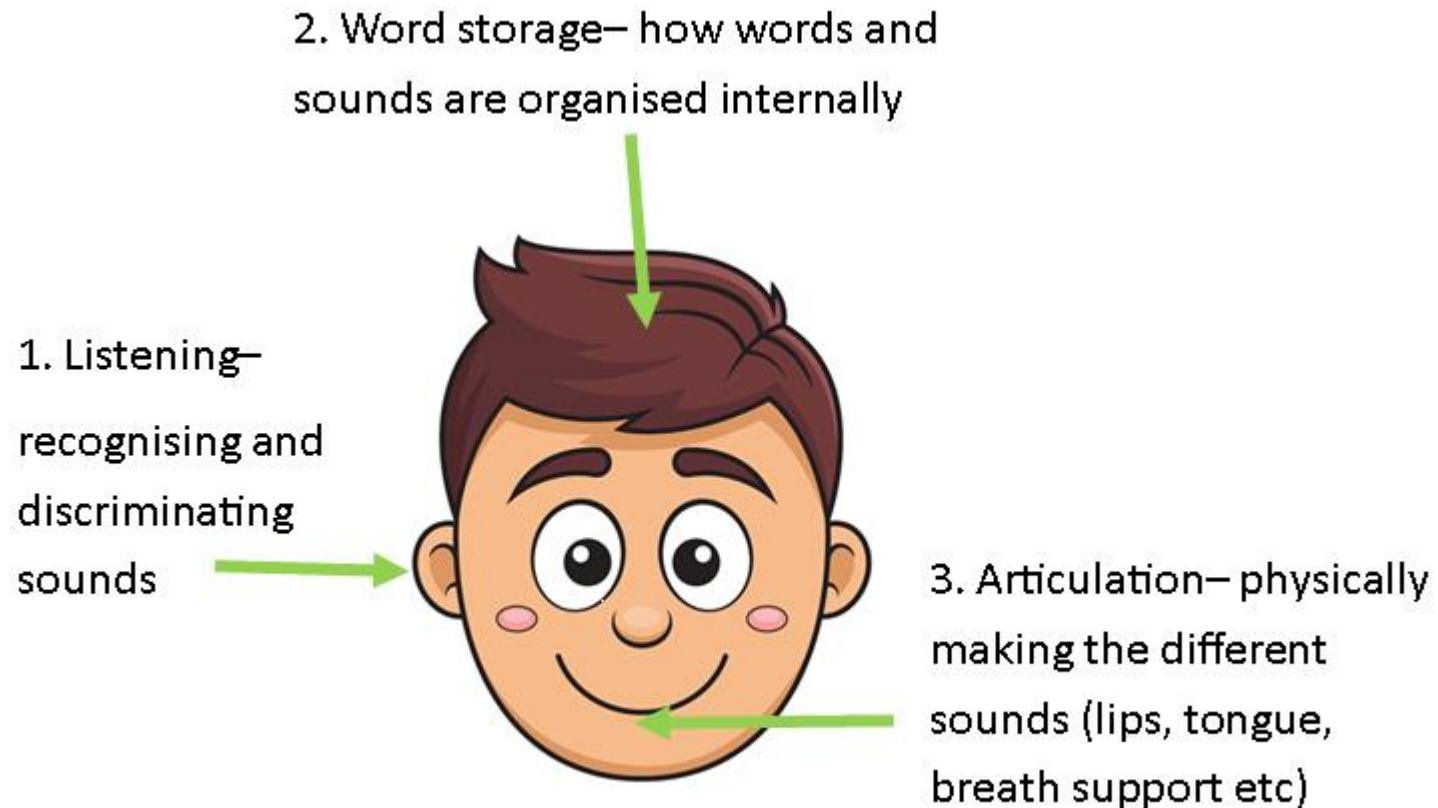 2. Word storage– how words and
sounds are organised internally
1. Listening–
recognising and
discriminating
sounds
3. Articulation– physically
making the different
sounds (lips, tongue,
breath support etc)